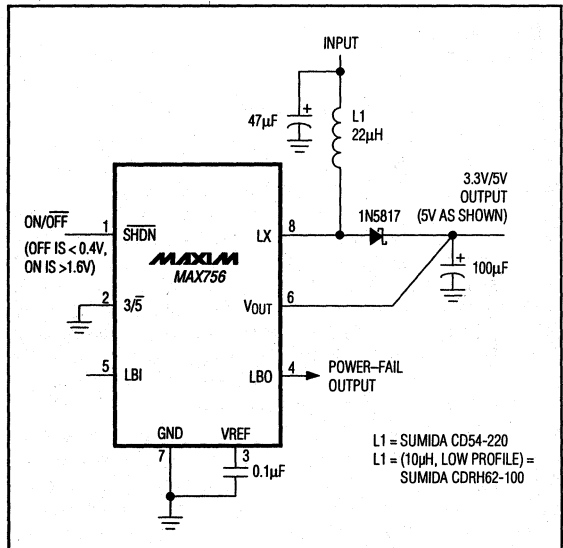 INPUT
47µF
L1
22µH
3.3V/5V
OUTPUT
(5V AS SHOWN)
1N5817
ON/OFF
(OFF IS <0.4V,
ON IS >1.6V)
1
SHDN
LX
8
MAXIM
MAX756
100µF
2
3/5
VOUT
6
5
LBI
LBO
4
POWER–FAIL
OUTPUT
GND
VREF
7
3
0.1µF
L1 = SUMIDA CD54-220
L1 = (10µH, LOW PROFILE) =
SUMIDA CDRH62-100